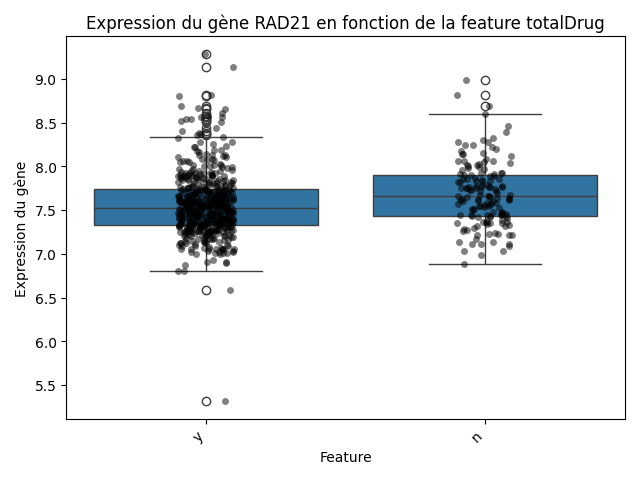 Expression du gène RAD21 en fonction de la feature totalDrug
Expression du gène
9.0
8.5
8.0
7.5
7.0
6.5
6.0
5.5
y
n
Feature